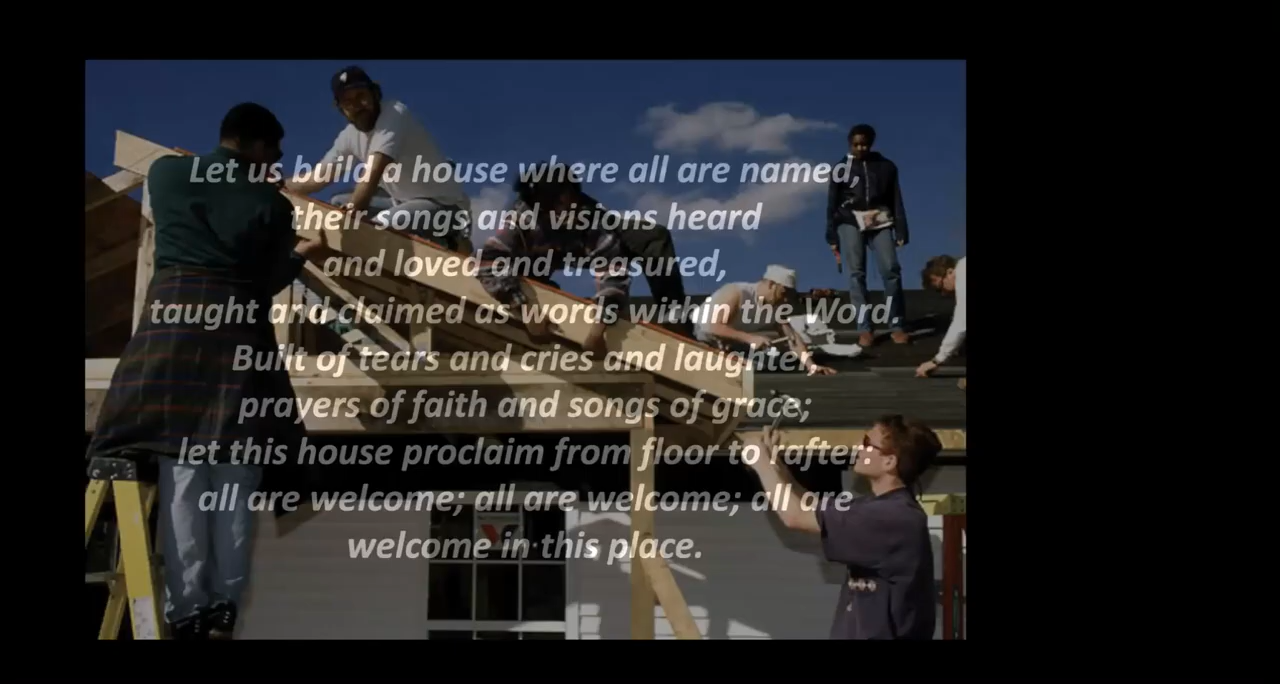 Let us build a house where all are named,
their songs and visions heard
and loved and treasured,
taught and claimed as words within the Word.
Built of tears and cries and laughter,
prayers of faith and songs of grace;
let this house proclaim from floor to rafter:
all are welcome; all are welcome; all are
welcome in this place.